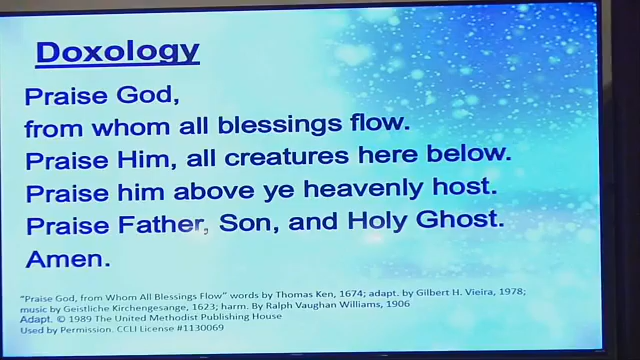 Doxology
Praise God,
from whom all blessings flow.
Praise Him, all creatures here below.
Praise him above ye heavenly host.
Praise Father, Son, and Holy Ghost.
Amen.
"Praise God, from Whom All Blessings Flow" words by Thomas Ken, 1674; adapt. by Gilbert H. Vieira, 1978;
music by Geistliche Kirchengesange, 1623; harm. By Ralph Vaughan Williams, 1906
Adapt. © 1989 The United Methodist Publishing House
Used by Permission. CCLI License #1130069